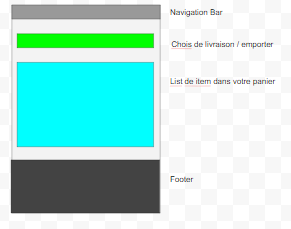 Navigation Bar
Chois de livraison / emporter
List de item dans votre panier
Footer